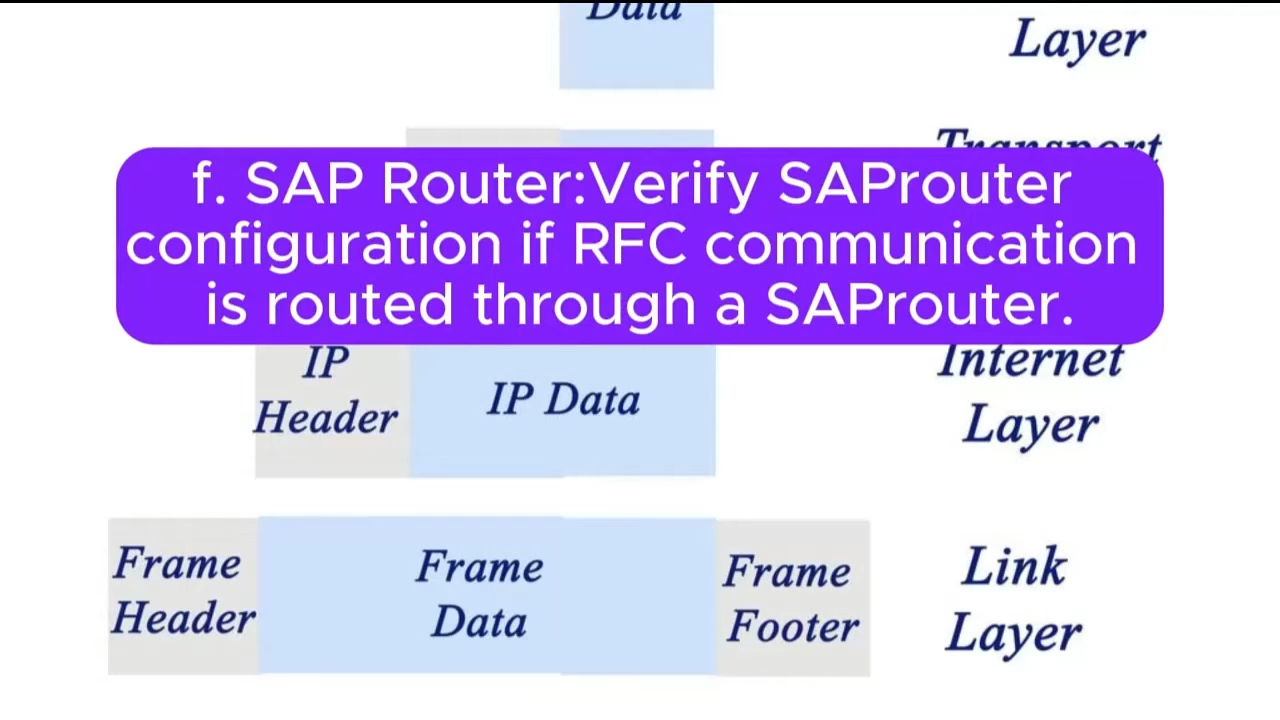 Data
Layer
Transport
f. SAP Router:Verify SAProuter
configuration if RFC communication
is routed through a SAProuter.
IP
Header
IP Data
Internet
Layer
Frame
Header
Frame
Data
Frame
Footer
Link
Layer